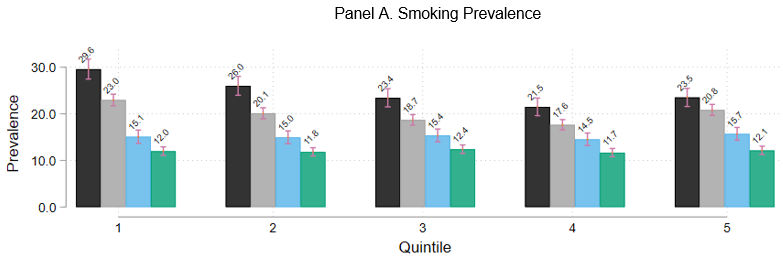 Panel A. Smoking Prevalence
Prevalence
30.0
20.0
10.0
0.0
29.6 23.0 15.1 12.0
26.0 20.1 15.0 11.8
23.4 18.7 15.4 12.4
21.5 17.6 14.5 11.7
23.5 20.8 15.7 12.1
1 2 3 4 5
Quintile